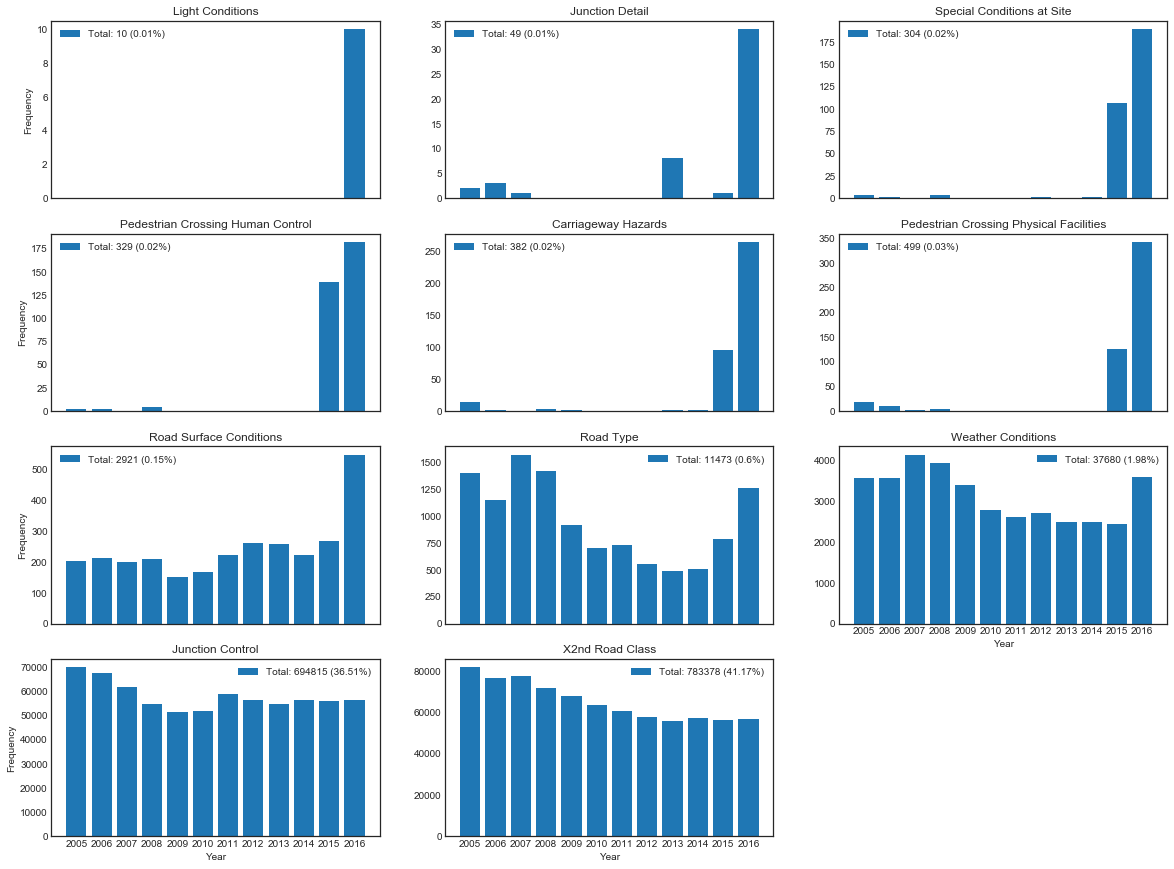 Light Conditions
Total: 10 (0.01%)
10
8
6
4
2
0
Frequency
Junction Detail
Total: 49 (0.01%)
35
30
25
20
15
10
5
0
Special Conditions at Site
Total: 304 (0.02%)
175
150
125
100
75
50
25
0
Pedestrian Crossing Human Control
Total: 329 (0.02%)
175
150
125
100
75
50
25
0
Frequency
Carriageway Hazards
Total: 382 (0.02%)
250
200
150
100
50
0
Pedestrian Crossing Physical Facilities
Total: 499 (0.03%)
350
300
250
200
150
100
50
0
Road Surface Conditions
Total: 2921 (0.15%)
500
400
300
200
100
0
Frequency
Road Type
Total: 11473 (0.6%)
1500
1250
1000
750
500
250
0
Weather Conditions
Total: 37680 (1.98%)
4000
3000
2000
1000
0
2005 2006 2007 2008 2009 2010 2011 2012 2013 2014 2015 2016
Year
Junction Control
Total: 694815 (36.51%)
70000
60000
50000
40000
30000
20000
10000
0
Frequency
2005 2006 2007 2008 2009 2010 2011 2012 2013 2014 2015 2016
Year
X2nd Road Class
Total: 783378 (41.17%)
80000
60000
40000
20000
0
2005 2006 2007 2008 2009 2010 2011 2012 2013 2014 2015 2016
Year